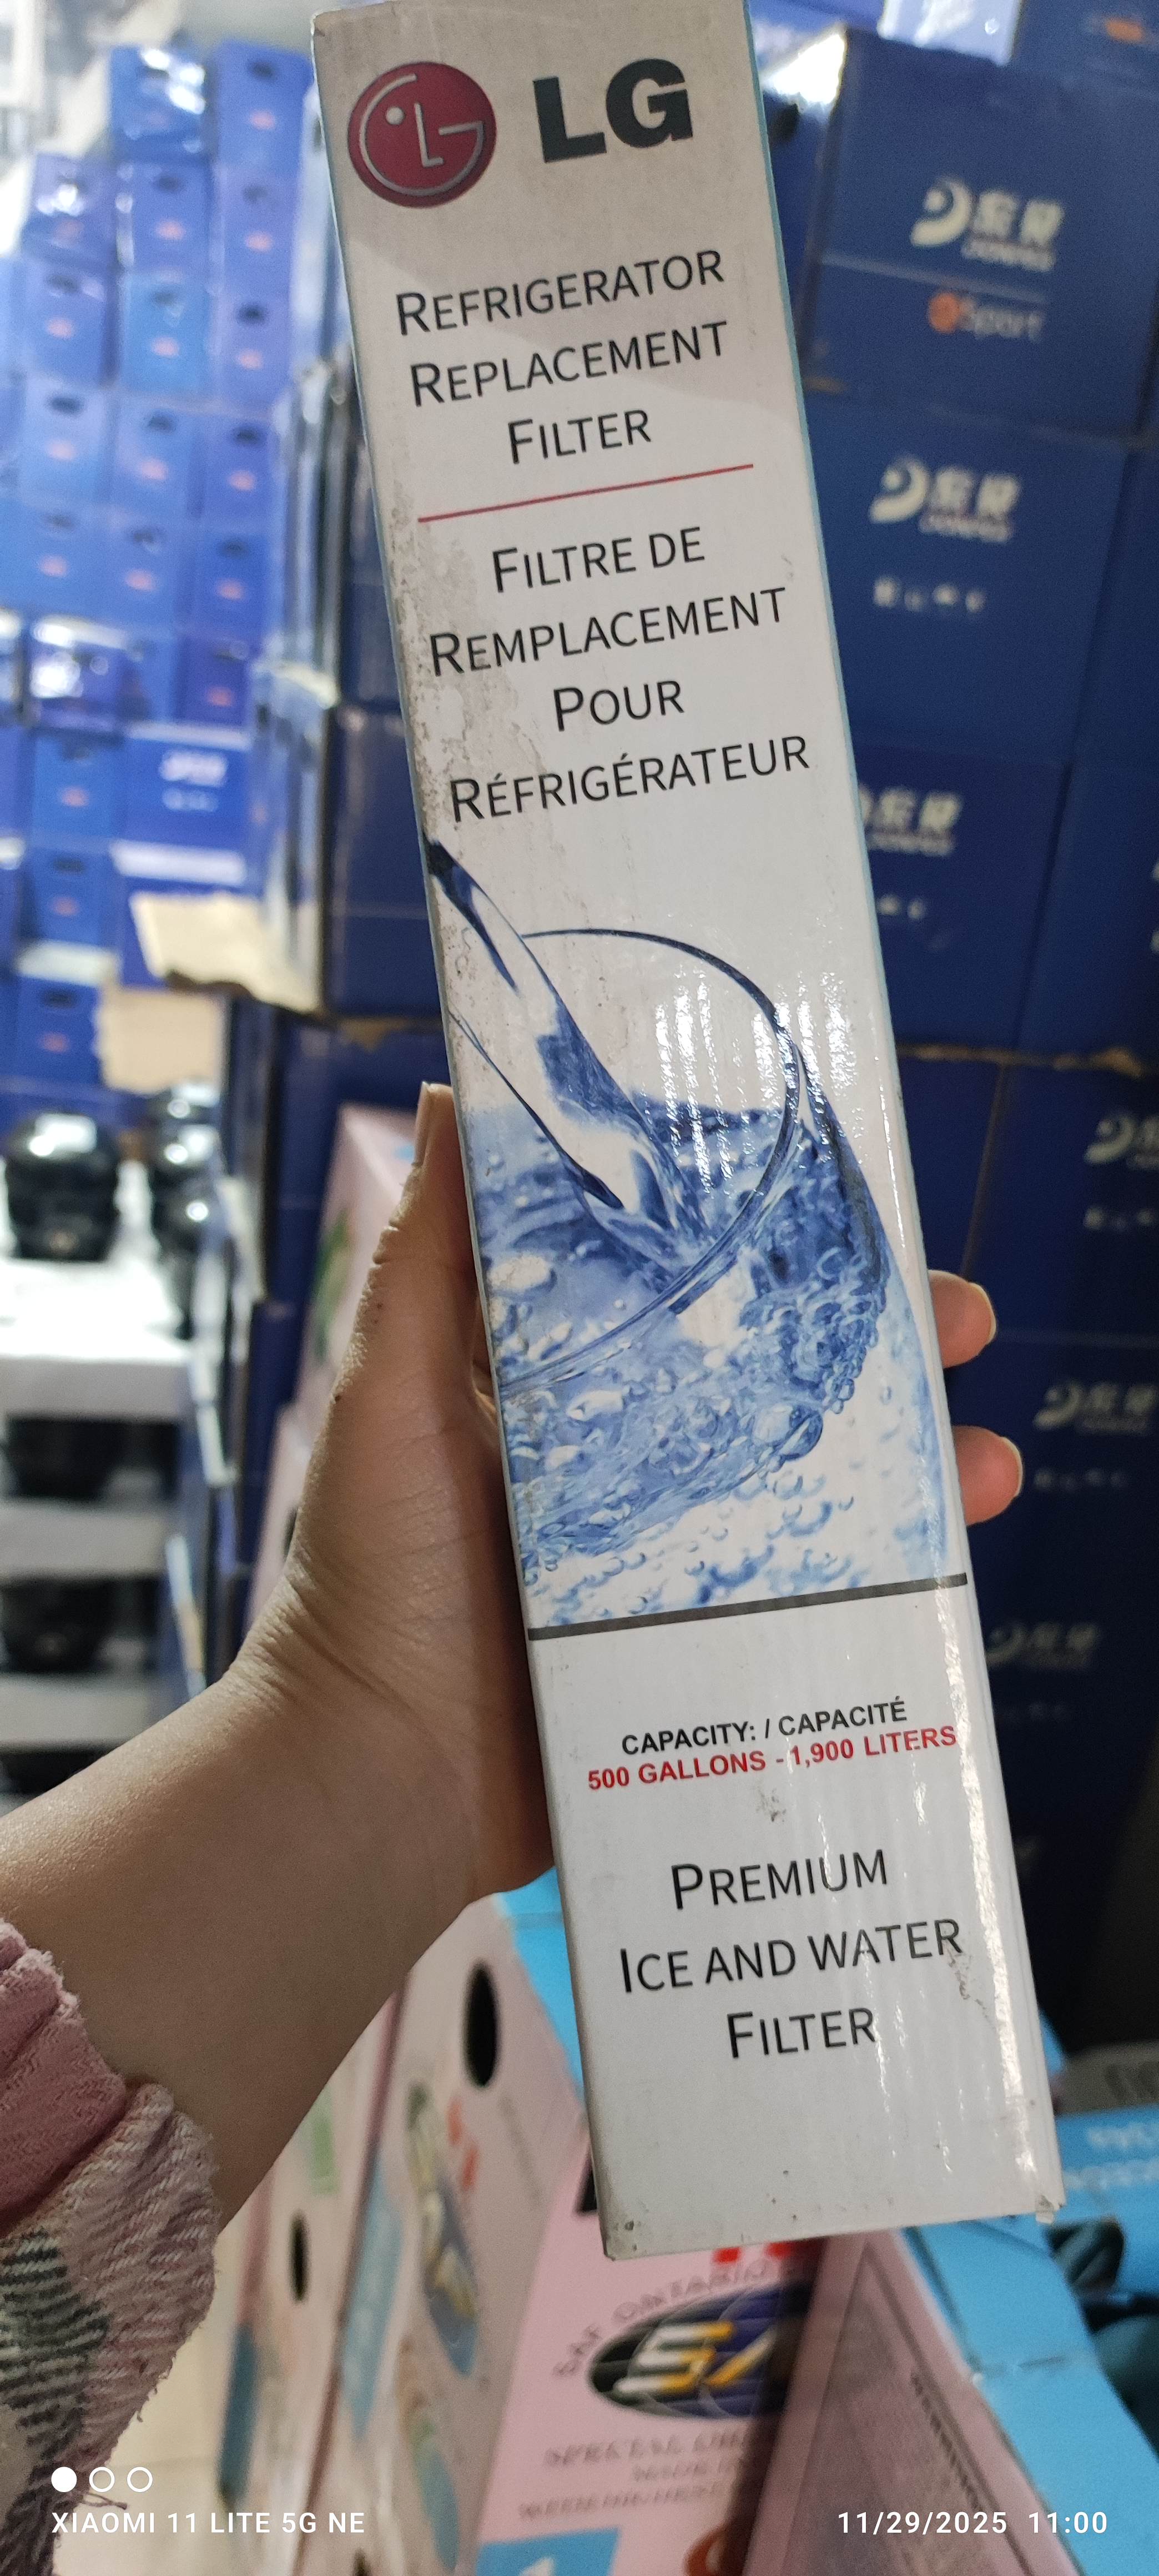 LG
REFRIGERATOR
REPLACEMENT
FILTER
FILTRE DE
REMPLACEMENT
POUR
RÉFRIGÉRATEUR
CAPACITY: / CAPACITÉ
500 GALLONS - 1,900 LITERS
PREMIUM
ICE AND WATER
FILTER
Sport
XIAOMI 11 LITE 5G NE
11/29/2025 11:00